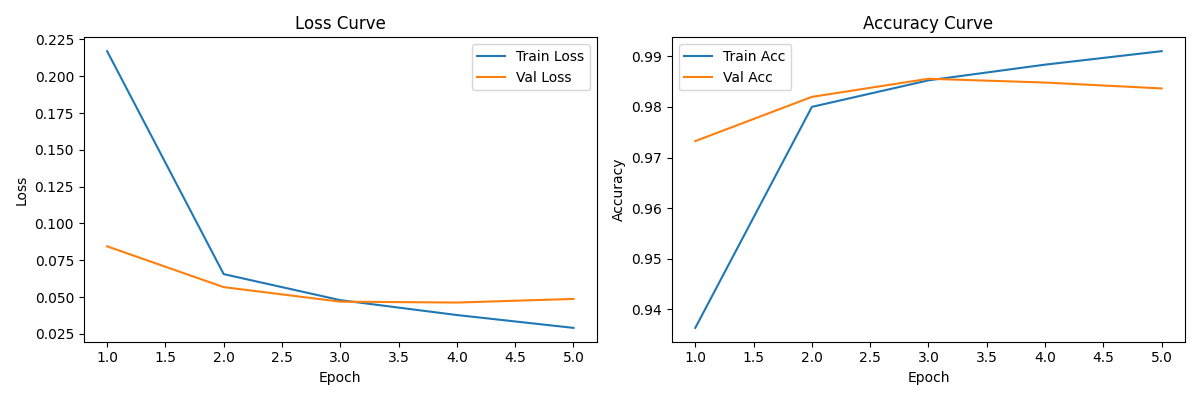 Loss Curve
0.225
0.200
0.175
0.150
0.125
0.100
0.075
0.050
0.025
Loss
Train Loss
Val Loss
1.0 1.5 2.0 2.5 3.0 3.5 4.0 4.5 5.0
Epoch
Accuracy Curve
0.99
0.98
0.97
0.96
0.95
0.94
Accuracy
Train Acc
Val Acc
1.0 1.5 2.0 2.5 3.0 3.5 4.0 4.5 5.0
Epoch